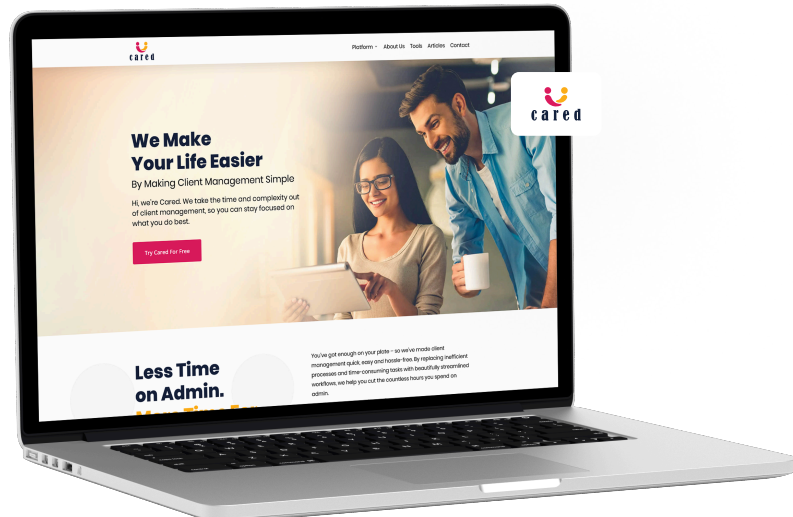 cared
Platform
About Us
Tools
Articles
Contact
cared
We Make
Your Life Easier
By Making Client Management Simple
Hi, we're Cared. We take the time and complexity out
of client management, so you can stay focused on
what you do best.
Try Cared For Free
Less Time
on Admin.
More Time For
You've got enough on your plate – so we've made client
management quick, easy and hassle-free. By replacing inefficient
processes and time-consuming tasks with beautifully streamlined
workflows, we help you cut the countless hours you spend on
admin.